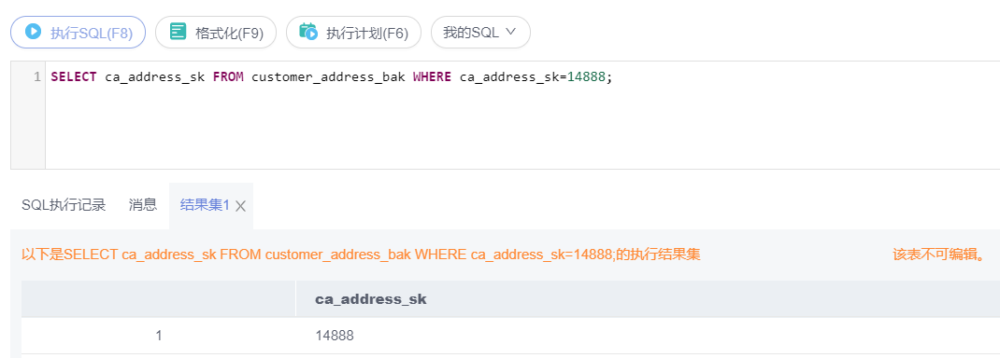 执行SQL(F8) 格式化(F9) 执行计划(F6) 我的SQL
1 SELECT ca_address_sk FROM customer_address_bak WHERE ca_address_sk=14888;
SQL执行记录 消息 结果集1
以下是SELECT ca_address_sk FROM customer_address_bak WHERE ca_address_sk=14888;的执行结果集 该表不可编辑。
ca_address_sk
1 14888